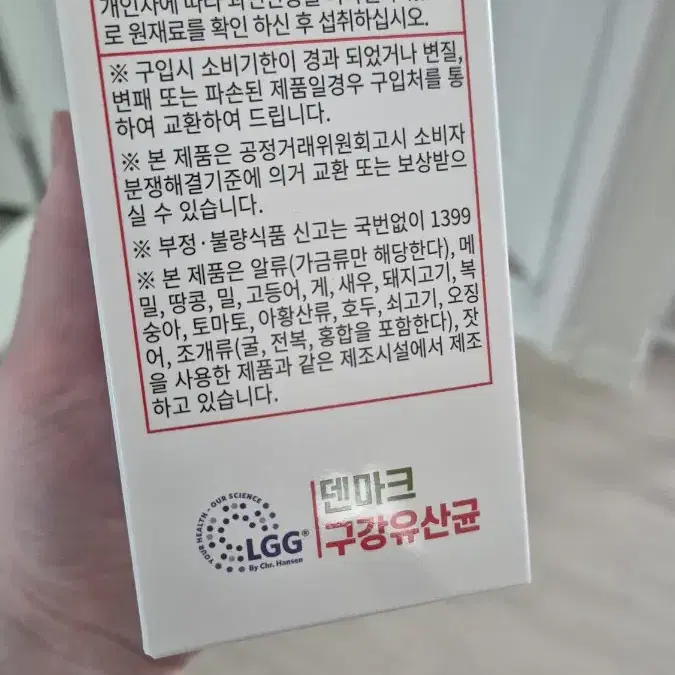 로 원재료를 확인 하신 후 섭취하십시오.
※ 구입시 소비기한이 경과 되었거나 변질,
변패 또는 파손된 제품일경우 구입처를 통
하여 교환하여 드립니다.
※ 본 제품은 공정거래위원회고시 소비자
분쟁해결기준에 의거 교환 또는 보상받으
실 수 있습니다.
※ 부정·불량식품 신고는 국번없이 1399
※ 본 제품은 알류(가금류만 해당한다), 메
밀, 땅콩, 밀, 고등어, 게, 새우, 돼지고기, 복
숭아, 토마토, 아황산류, 호두, 쇠고기, 오징
어, 조개류(굴, 전복, 홍합을 포함한다), 잣
을 사용한 제품과 같은 제조시설에서 제조
하고 있습니다.
YOUR HEALTH - OUR SCIENCE
LGG®
By Chr. Hansen
덴마크
구강유산균